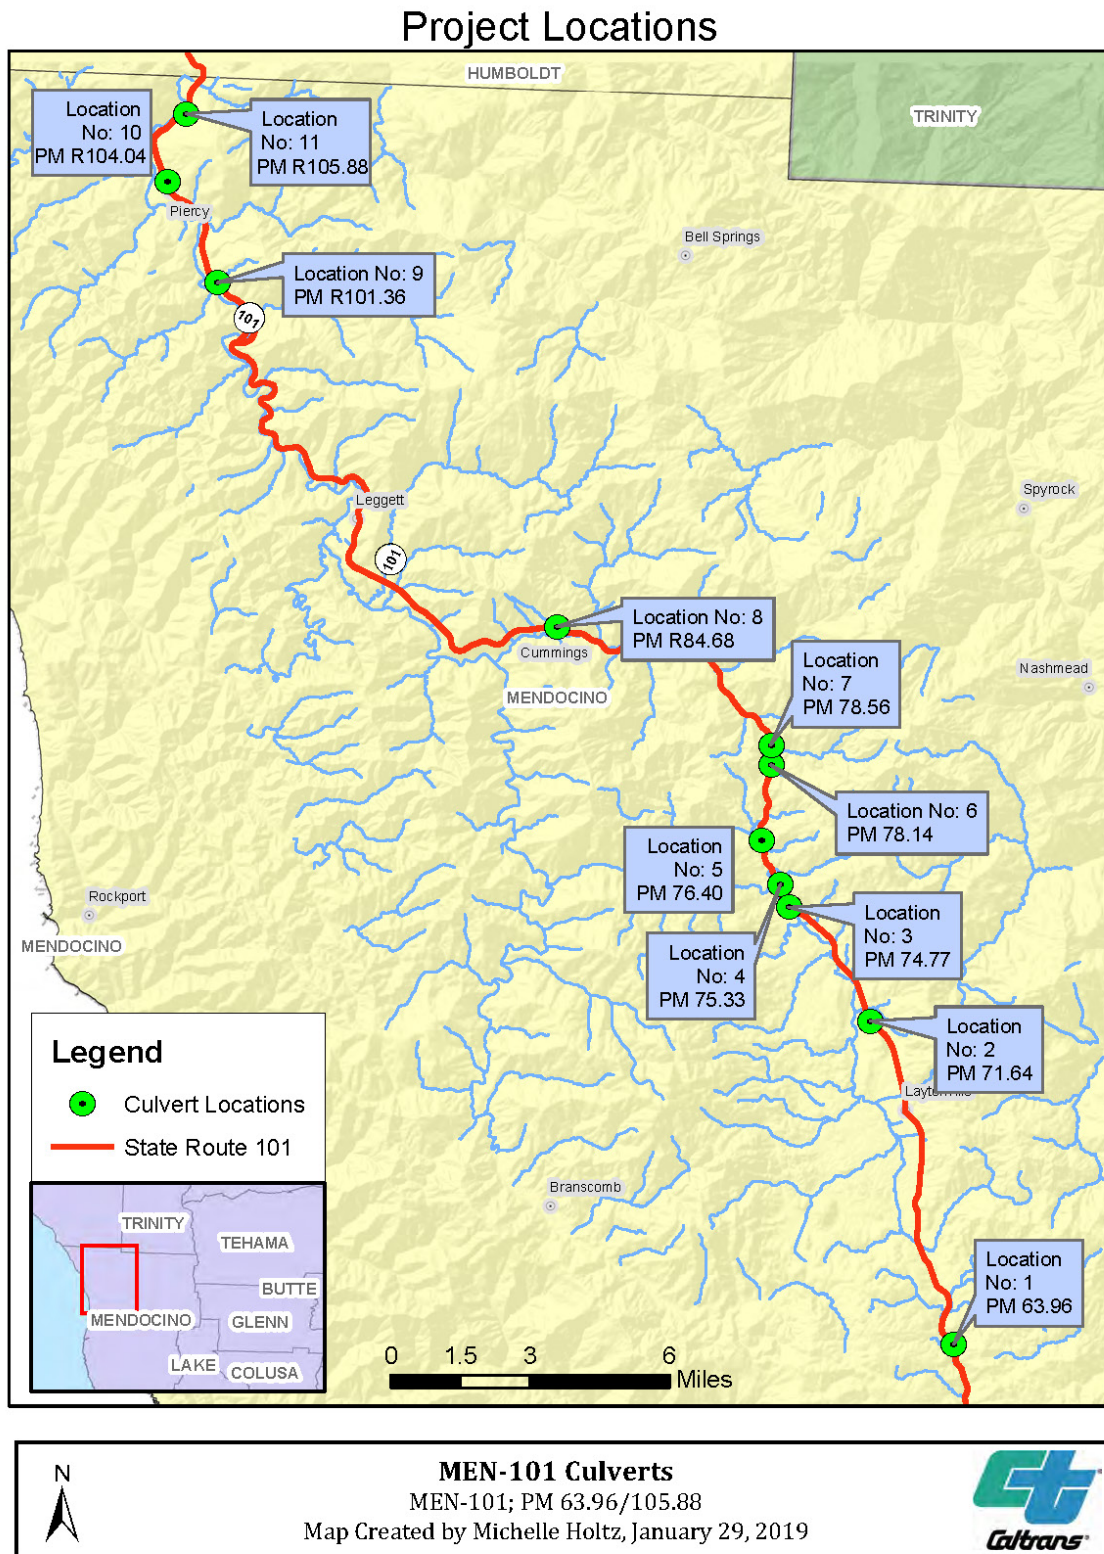 Project Locations
HUMBOLDT
TRINITY
Location
No: 10
PM R104.04
Location
No: 11
PM R105.88
Piercy
Bell Springs
Location No: 9
PM R101.36
101
Leggett
Spyrock
101
Location No: 8
PM R84.68
Cummings
Location
No: 7
PM 78.56
Nashmead
MENDOCINO
Location No: 6
PM 78.14
Location
No: 5
PM 76.40
Rockport
MENDOCINO
Location
No: 3
PM 74.77
Location
No: 4
PM 75.33
Location
No: 2
PM 71.64
Legend
Culvert Locations
State Route 101
Branscomb
TRINITY
TEHAMA
BUTTE
MENDOCINO
GLENN
LAKE
COLUSA
Location
No: 1
PM 63.96
0 1.5 3 6
Miles
N
MEN-101 Culverts
MEN-101; PM 63.96/105.88
Map Created by Michelle Holtz, January 29, 2019
Caltrans